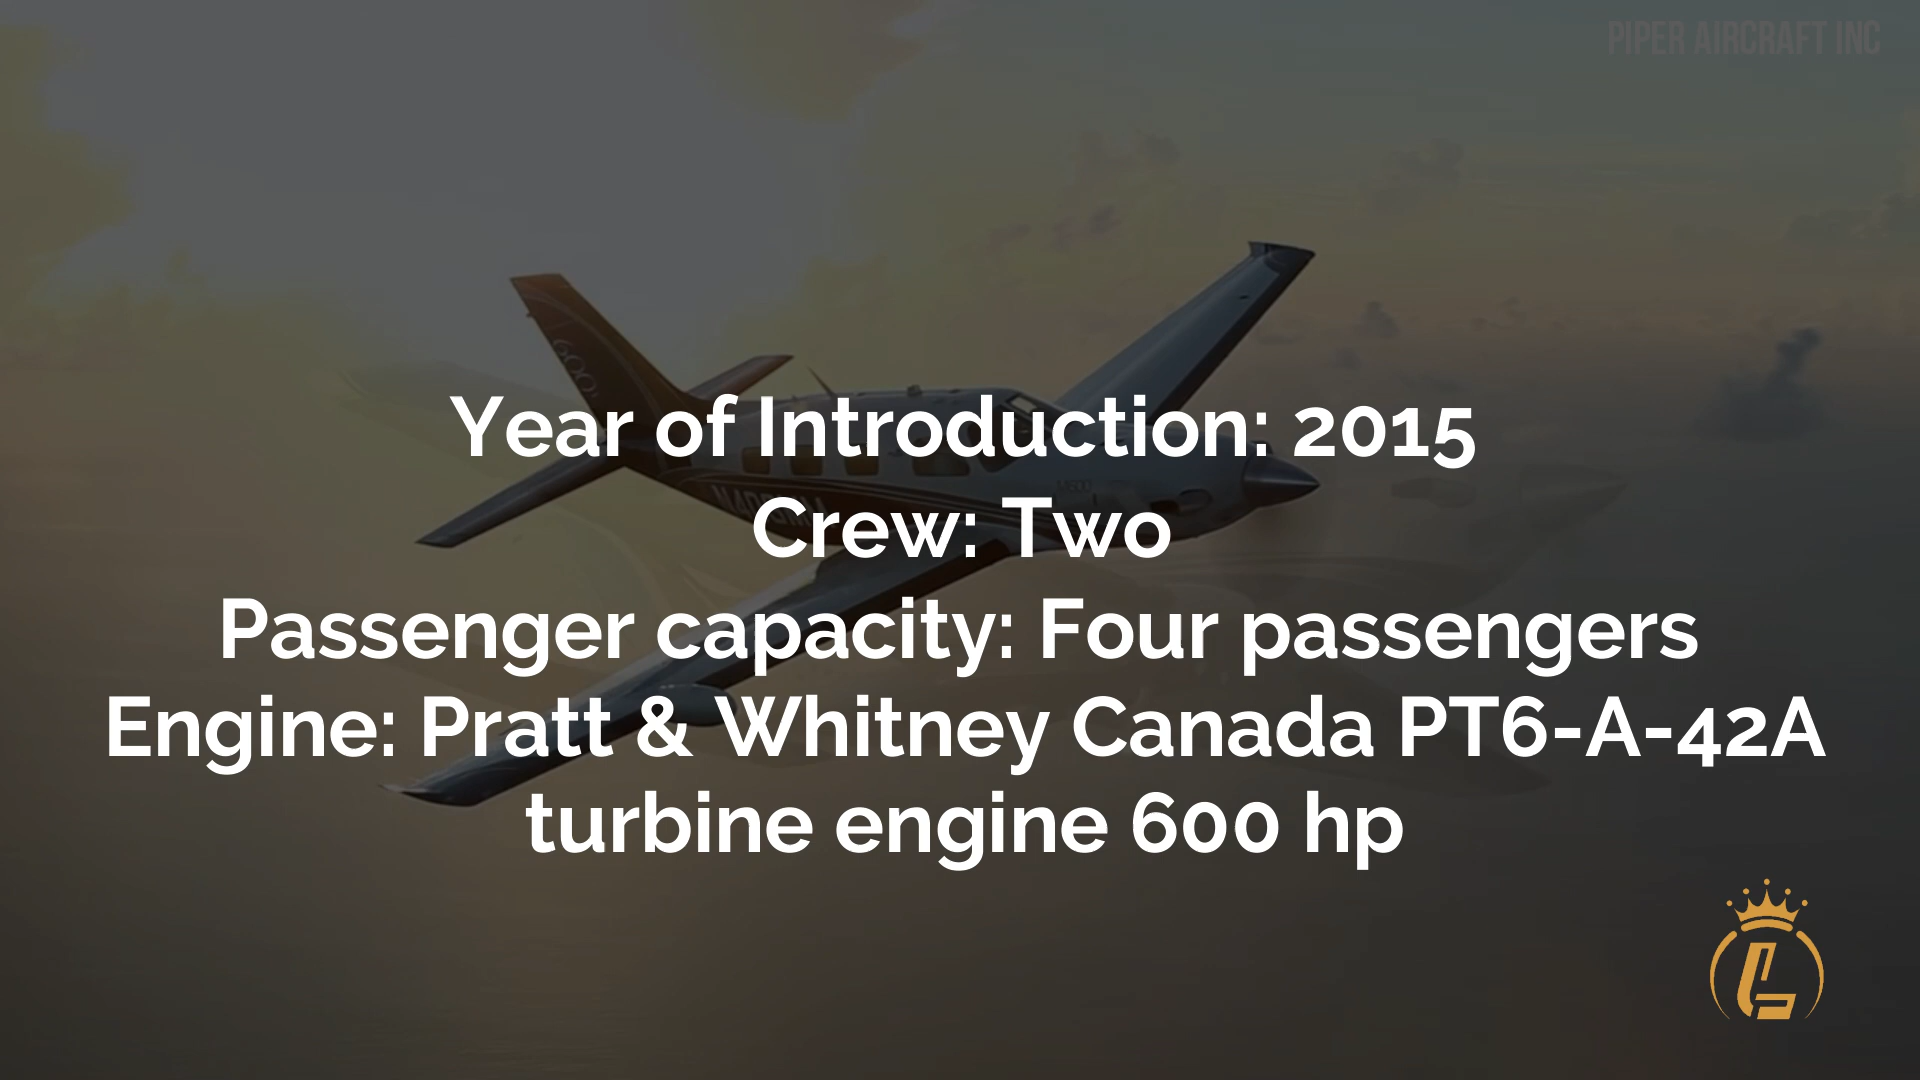 PIPER AIRCRAFT INC
600
Year of Introduction: 2015
Crew: Two
Passenger capacity: Four passengers
Engine: Pratt & Whitney Canada PT6-A-42A
turbine engine 600 hp